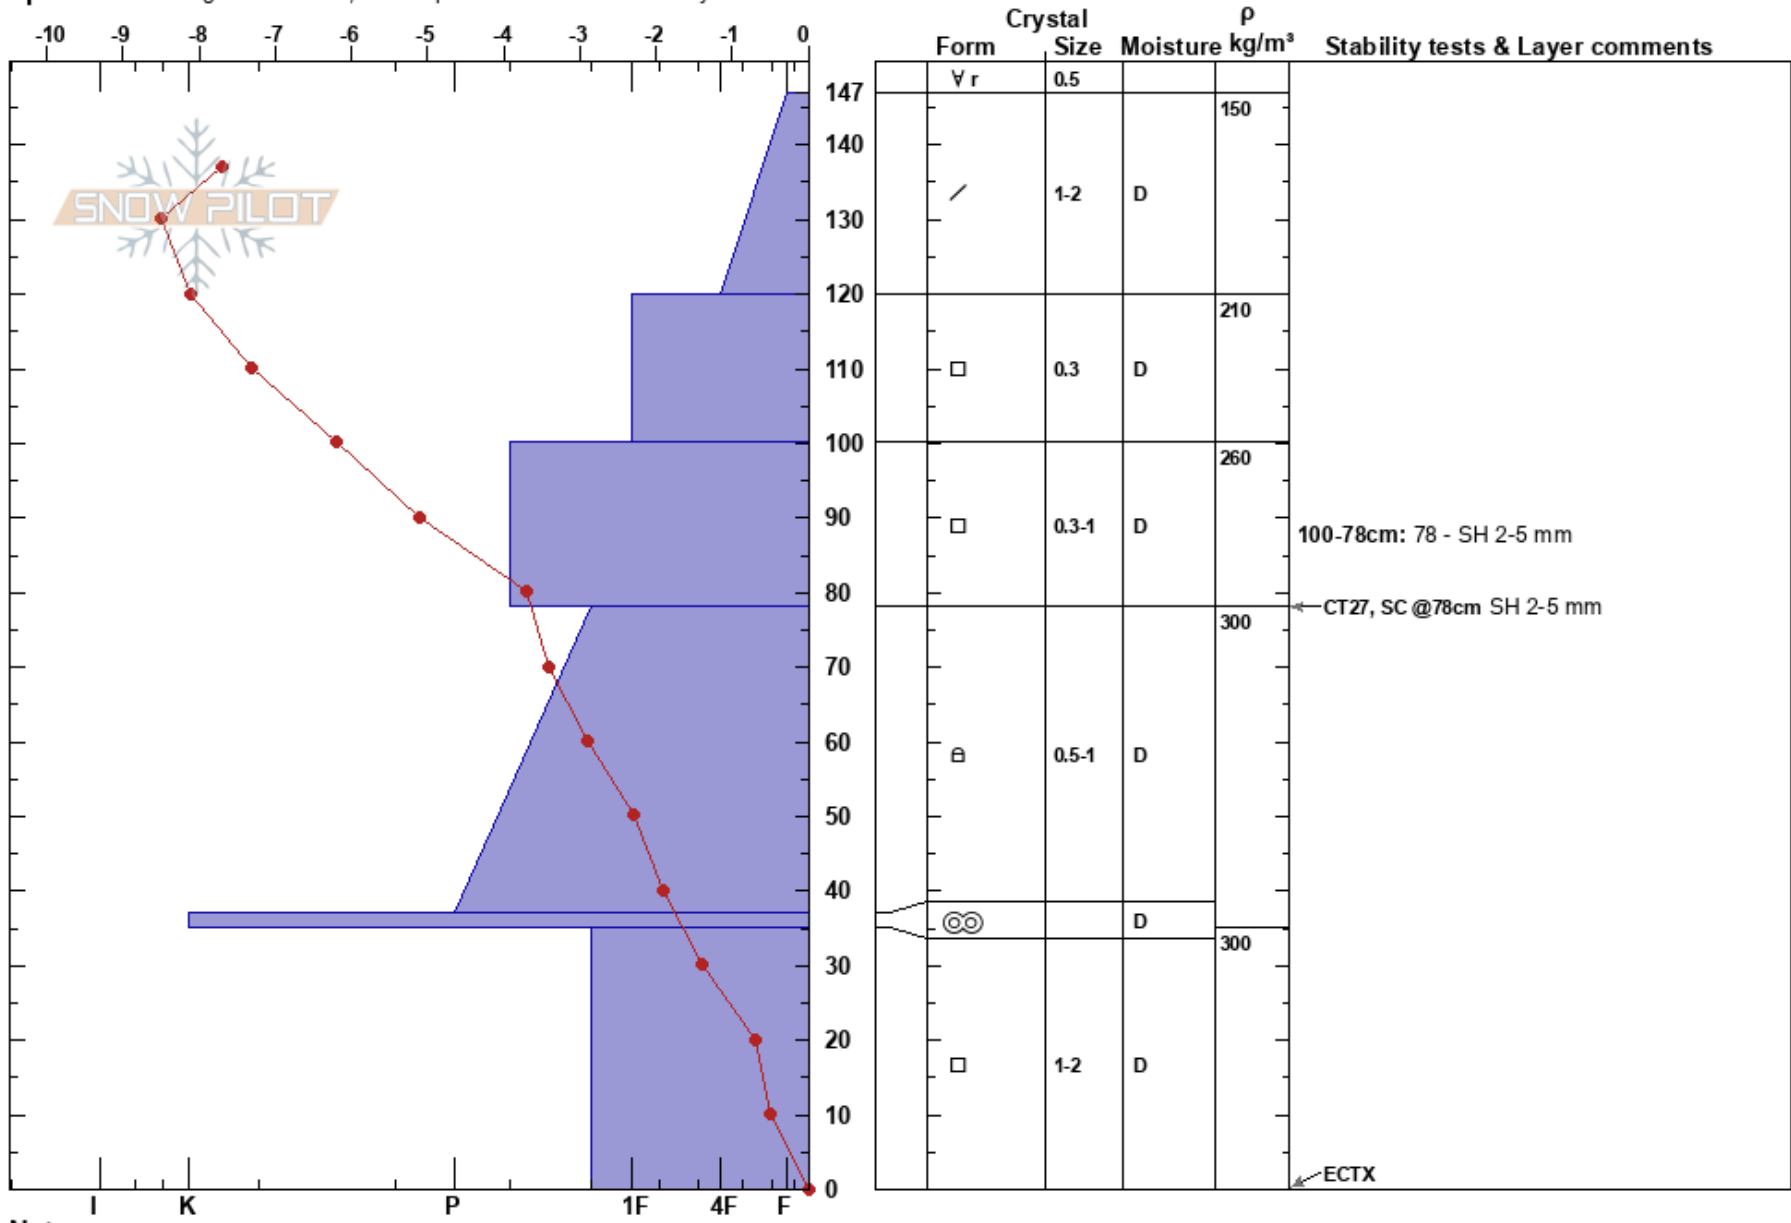 Crystal
ρ
-10 -9 -8 -7 -6 -5 -4 -3 -2 -1 0
Form Size Moisture kg/m³ Stability tests & Layer comments
r 0.5
147
150
140
SNOW PILOT
1-2 D
130
120
210
110
0.3 D
100
260
90
0.3-1 D
100-78cm: 78 - SH 2-5 mm
80
CT27, SC @78cm SH 2-5 mm
300
70
60
0.5-1 D
50
40
D
300
30
20
1-2 D
10
ECTX
0
I K P 1F 4F F